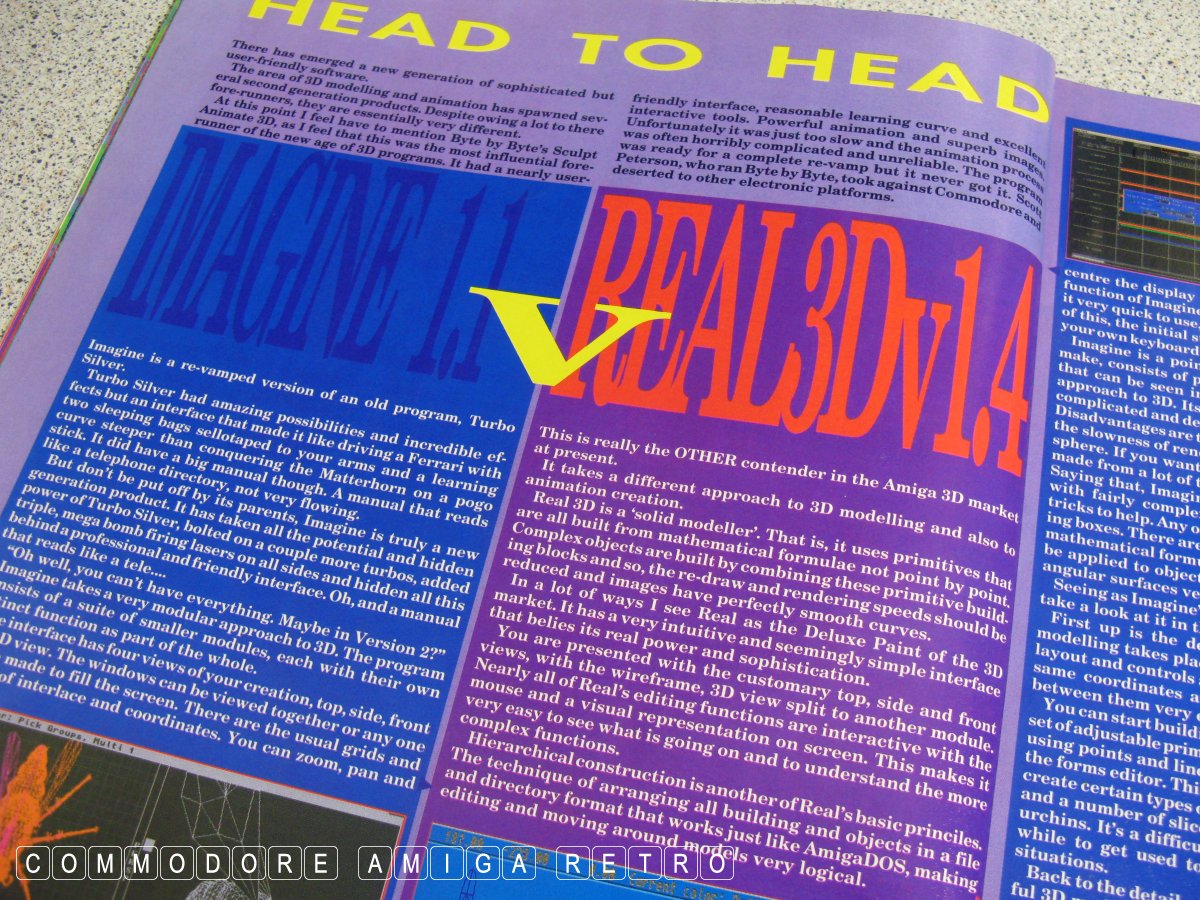 HEAD TO HEAD
There has emerged a new generation of sophisticated but
user-friendly software.
The area of 3D modelling and animation has spawned sev-
eral second generation products. Despite owing a lot to there
fore-runners, they are essentially very different.
At this point I feel have to mention Byte by Byte's Sculpt
Animate 3D, as I feel that this was the most influential fore-
runner of the new age of 3D programs. It had a nearly user-
friendly interface, reasonable learning curve and excellent
interactive tools. Powerful animation and superb images.
Unfortunately it was just too slow and the animation process
was often horribly complicated and unreliable. The program
was ready for a complete re-vamp but it never got it. Scott
Peterson, who ran Byte by Byte, took against Commodore and
deserted to other electronic platforms.
IMAGINE 1.1
V
REAL3Dv1.4
Imagine is a re-vamped version of an old program, Turbo
Silver.
Turbo Silver had amazing possibilities and incredible ef-
fects but an interface that made it like driving a Ferrari with
two sleeping bags sellotaped to your arms and a learning
curve steeper than conquering the Matterhorn on a pogo
stick. It did have a big manual though. A manual that reads
like a telephone directory, not very flowing.
But don't be put off by its parents, Imagine is truly a new
generation product. It has taken all the potential and hidden
power of Turbo Silver, bolted on a couple more turbos, added
triple, mega bomb firing lasers on all sides and hidden all this
behind a professional and friendly interface. Oh, and a manual
that reads like a tele....
"Oh well, you can't have everything. Maybe in Version 2?"
Imagine takes a very modular approach to 3D. The program
nsists of a suite of smaller modules, each with their own
tinct function as part of the whole.
e interface has four views of your creation, top, side, front
D view. The windows can be viewed together or any one
made to fill the screen. There are the usual grids and
of interlace and coordinates. You can zoom, pan and
This is really the OTHER contender in the Amiga 3D market
at present.
It takes a different approach to 3D modelling and also to
animation creation.
Real 3D is a 'solid modeller'. That is, it uses primitives that
are all built from mathematical formulae not point by point.
Complex objects are built by combining these primitive build-
ing blocks and so, the re-draw and rendering speeds should be
reduced and images have perfectly smooth curves.
In a lot of ways I see Real as the Deluxe Paint of the 3D
market. It has a very intuitive and seemingly simple interface
that belies its real power and sophistication.
You are presented with the customary top, side and front
views, with the wireframe, 3D view split to anotaher module.
Nearly all of Real's editing functions are interactive with the
mouse and a visual representation on screen. This makes it
very easy to see what is going on and to understand the more
complex functions.
Hierarchical construction is another of Real's basic princiles.
The technique of arranging all building and objects in a file
and directory format that works just like AmigaDOS, making
editing and moving around models very logical.
centre the display
function of Imagin
it very quick to use
of this, the initial s
your own keyboard
Imagine is a poin
make, consists of p
that can be seen i
approach to 3D. Its
complicated and de
Disadvantages are
the slowness of ren
sphere. If you want
made from a lot of t
Saying that, Imagi
with fairly comple
tricks to help. Any o
ing boxes. There are
mathematical form
be applied to objec
angular surfaces ve
Seeing as Imagine
take a look at it in t
First up is the de
modelling takes pla
layout and controls
same coordinates a
between them very
You can start build
set of adjustable prim
using points and line
the forms editor. This
create certain types
and a number of slic
urchins. It's a difficu
while to get used to
situations.
Back to the detail
ful 3D
er: Pick Groups, Multi 1
Current color:
COMMODORE AMIGA RETRO